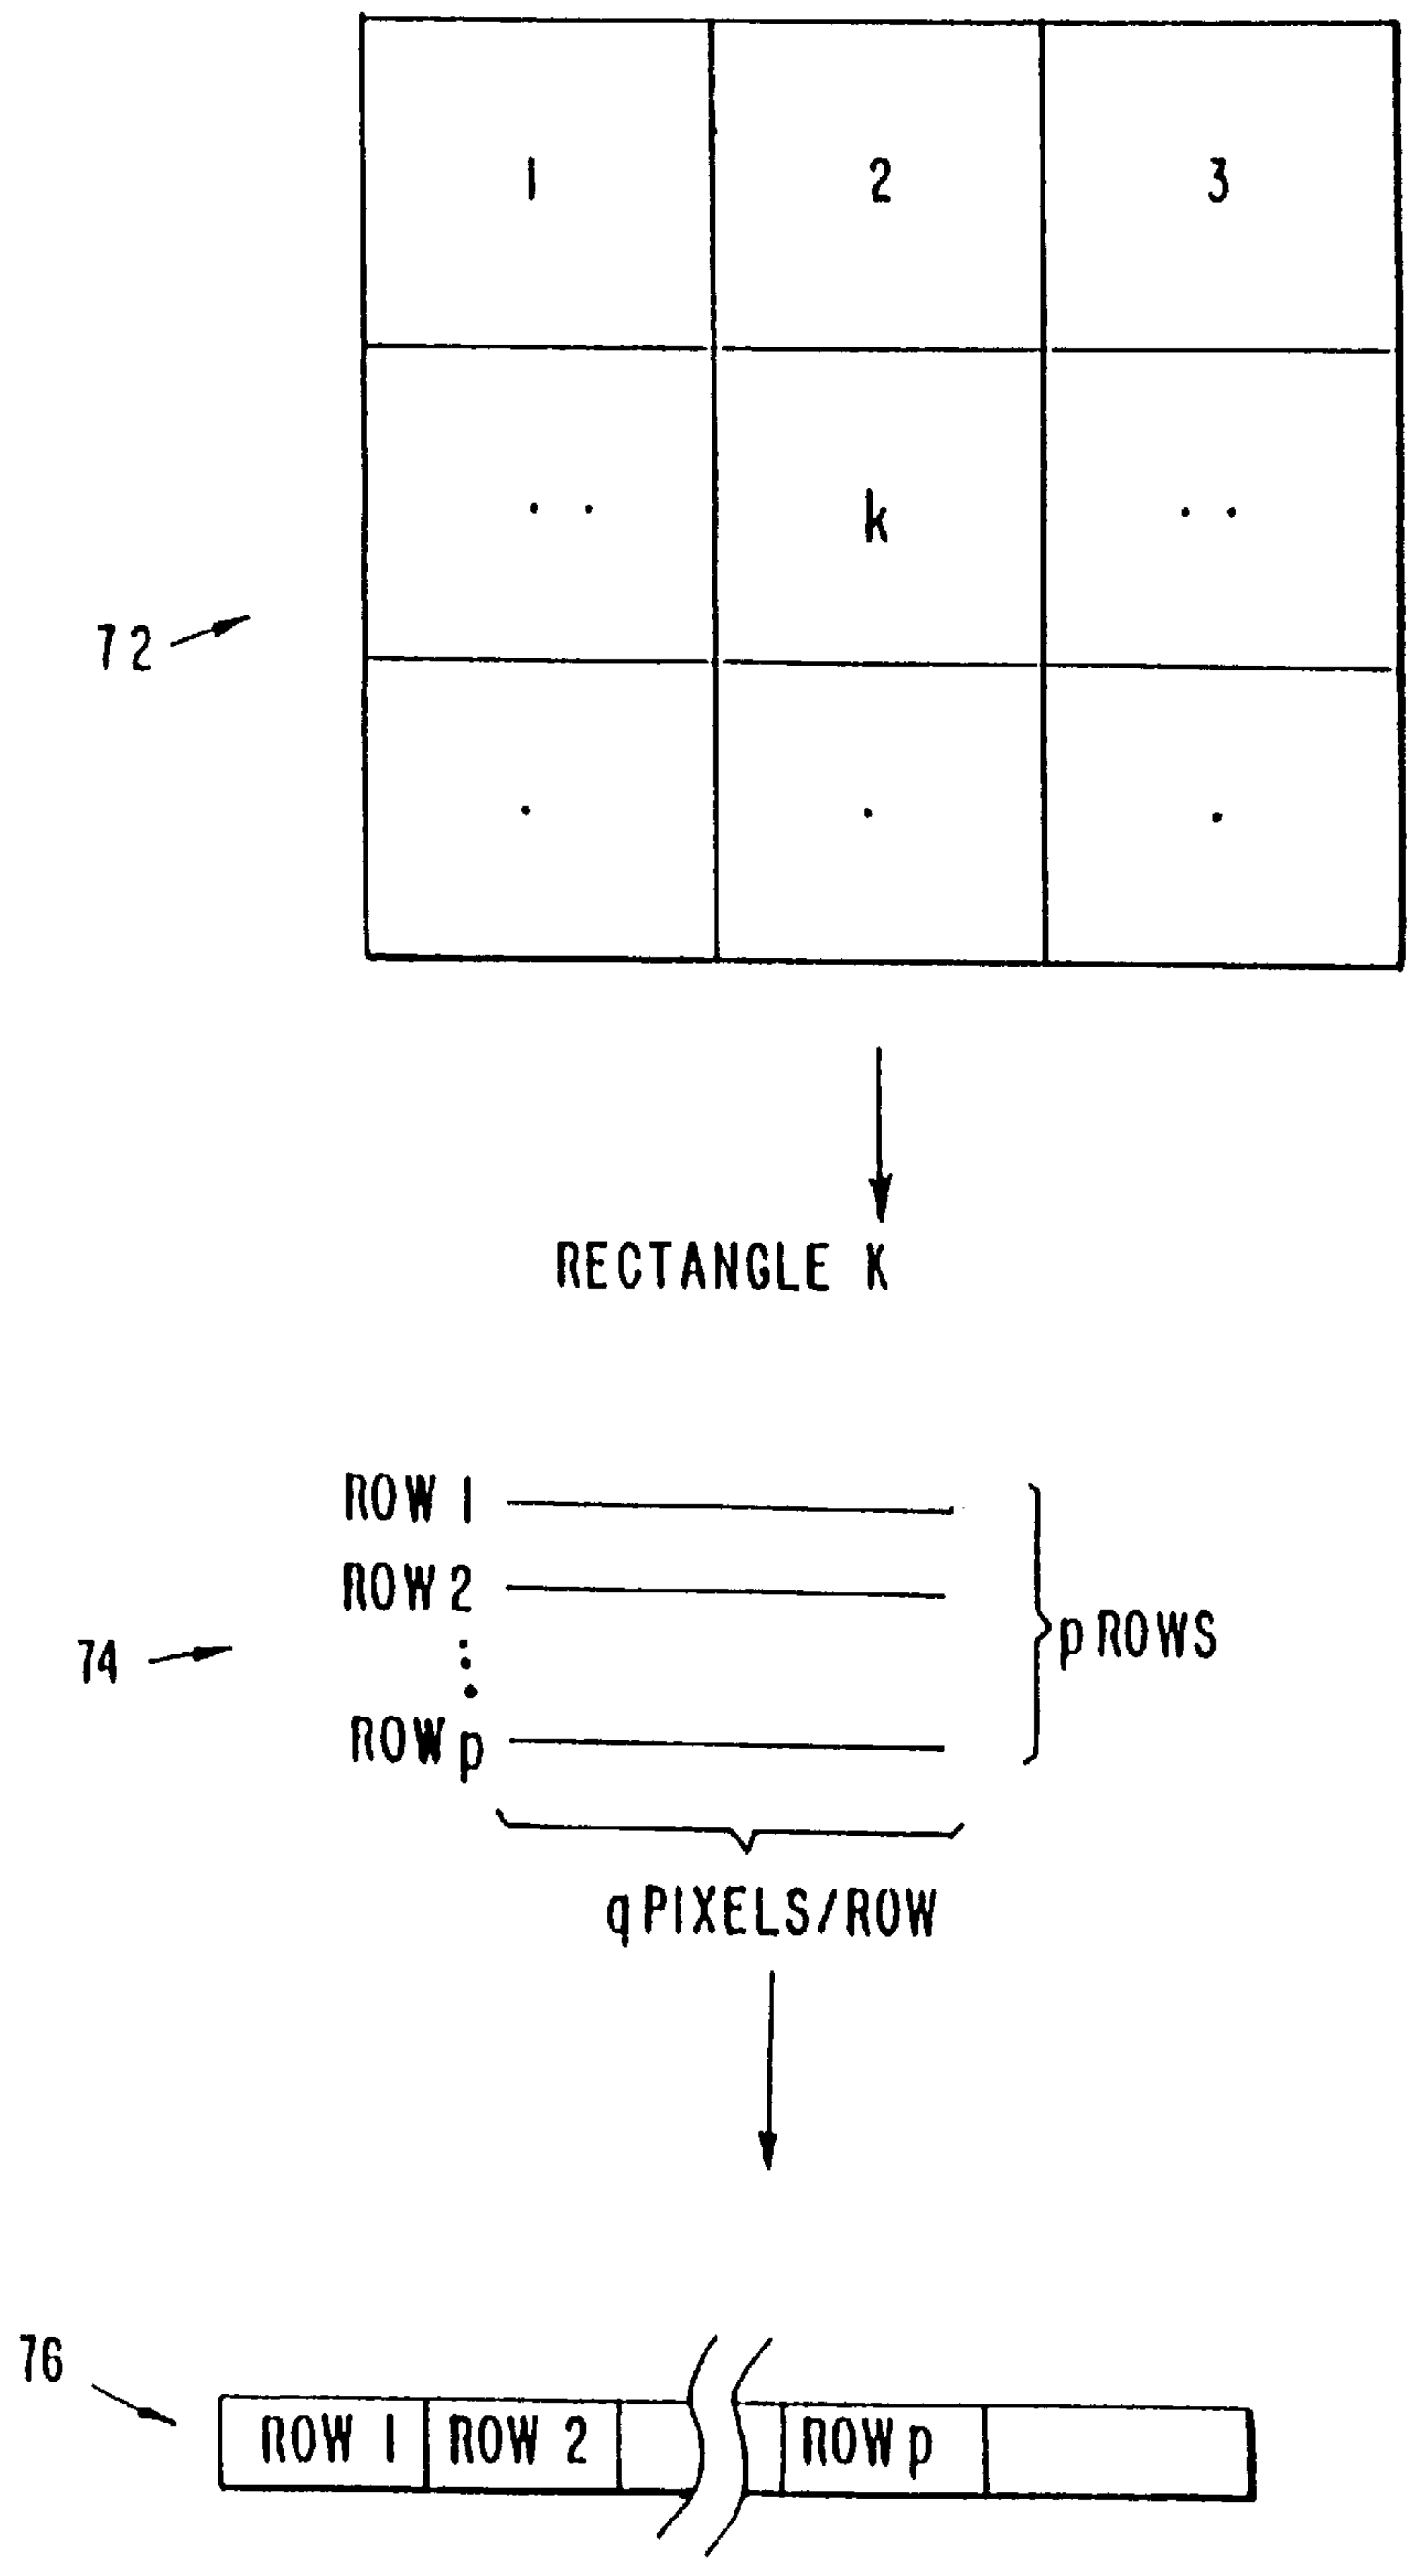 1 2 3
. . k . .
. . .
72
RECTANGLE K
ROW 1
ROW 2
p ROWS
74
ROW p
q PIXELS/ROW
76
ROW 1 ROW 2 ROW p